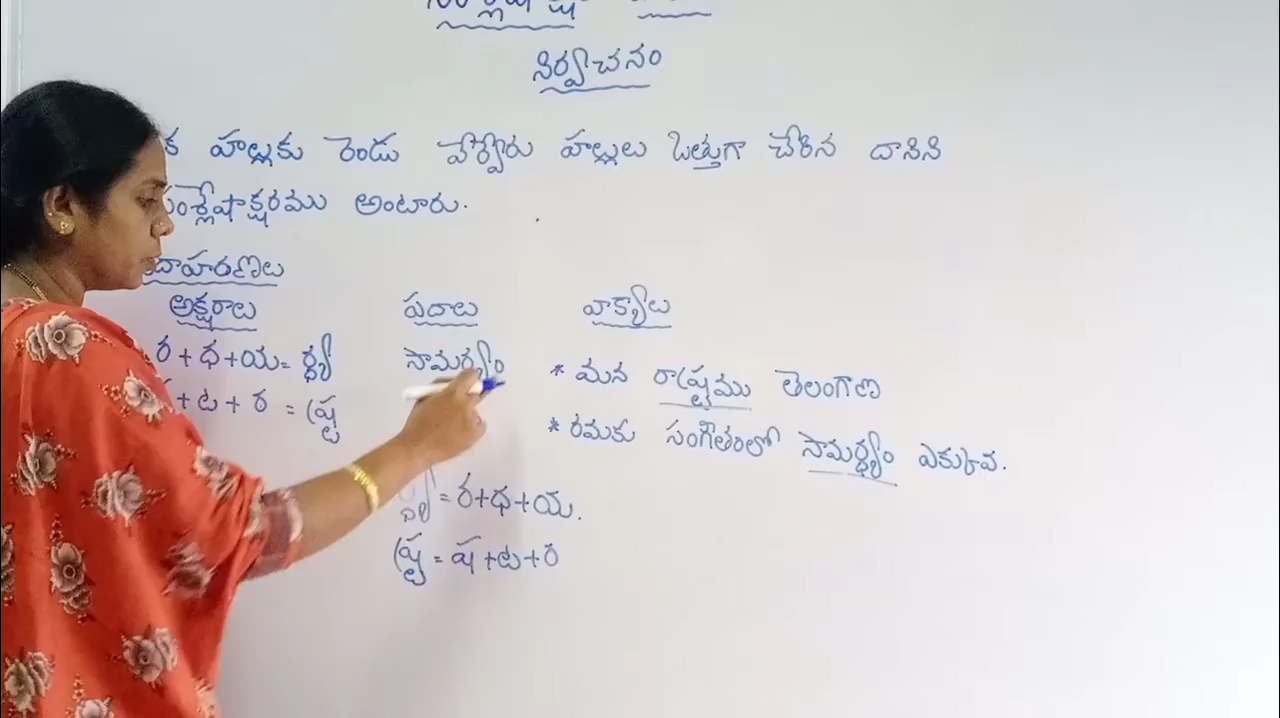 నిర్వచనం
క హల్లుకు రెండు వేర్వేరు హల్లులు ఒత్తుగా చేరిన దానిని
సంశ్లేషాక్షరము అంటారు.
దాహరణలు
అక్షరాలు పదాలు వాక్యాలు
ర + ధ + య = ర్ధ్య సామర్ధ్యం * మన రాష్ట్రము తెలంగాణ
+ ట + ర = ష్ట్ర * రమకు సంగీతంలో సామర్ధ్యం ఎక్కువ.
ర్ధ్య = ర + ధ + య.
ష్ట్ర = ష + ట + ర